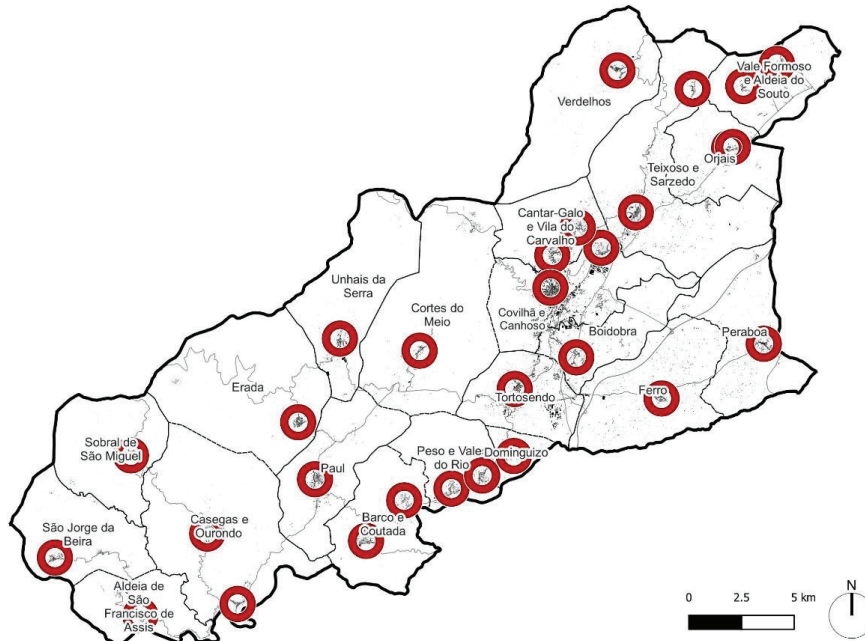 Vale Formoso
e Aldeia do
Souto
Verdelhos
Orjais
Teixoso e
Sarzedo
Cantar-Galo
e Vila do
Carvalho
Unhais da
Serra
Cortes do
Meio
Covilhã e
Canhoso
Boidobra
Peraboa
Erada
Tortosendo
Ferro
Sobral de
São Miguel
Paul
Peso e Vale
do Rio
Dominguizo
Casegas e
Ourondo
Barco e
Coutada
São Jorge da
Beira
Aldeia de
São
Francisco de
Assis
0 2.5 5 km
N